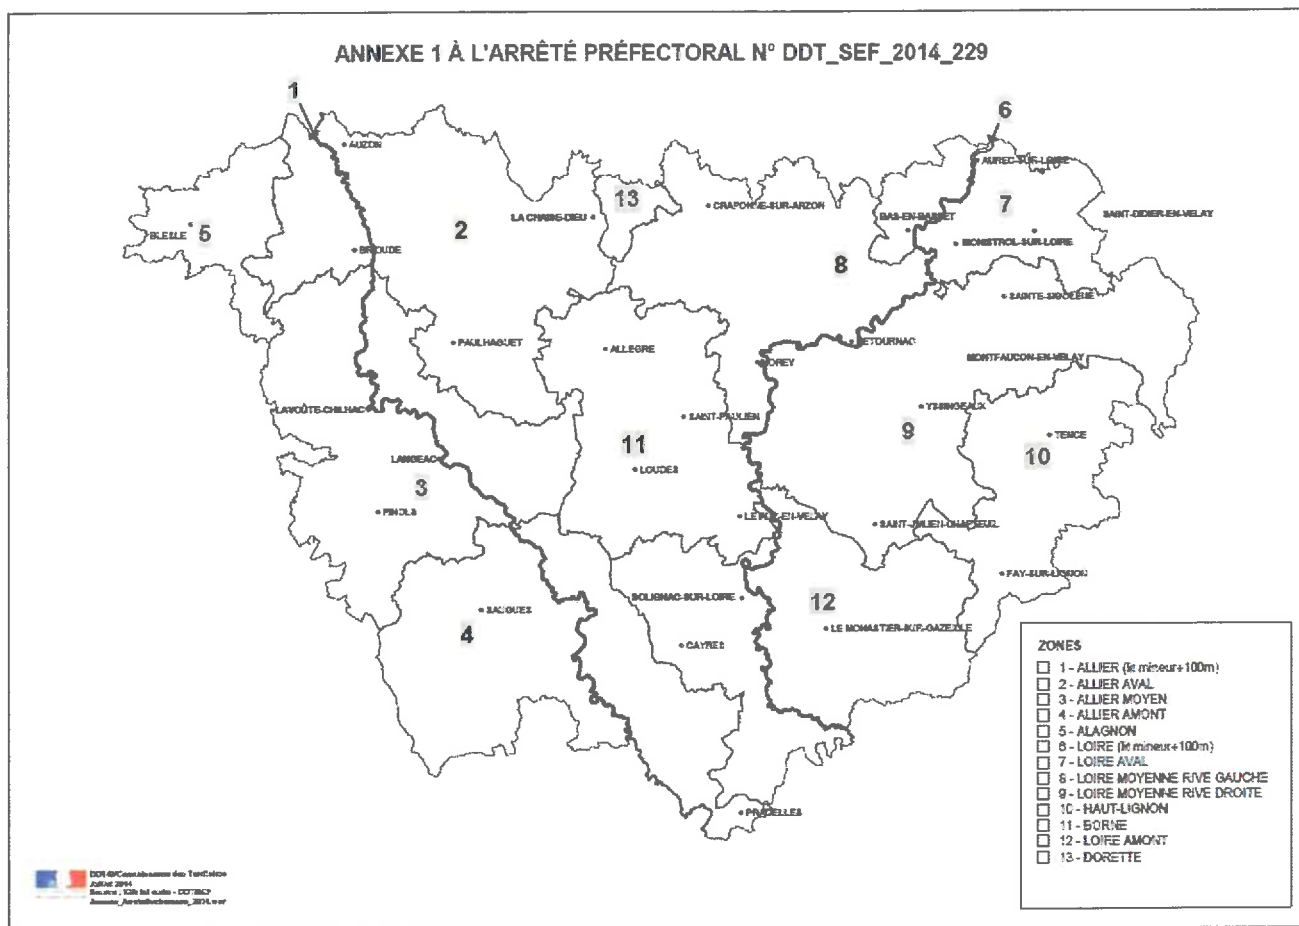 ANNEXE 1 À L'ARRÊTÉ PRÉFECTORAL N° DDT_SEF_2014_229
1
6
AUZON
AUREC-SUR-LOIRE
13
7
LA CHAISE-DIEU
CRAPONNE-SUR-ARZON
SAINT-DIDIER-EN-VELAY
BLESLE
5
2
BAS-EN-BASSET
BRIOUDE
MONISTROL-SUR-LOIRE
8
SAINTE-SIGOLENE
PAULHAGUET
ALLEGRE
RETOURNAC
VOREY
MONTFAUCON-EN-VELAY
LAVOÛTE-CHILHAC
SAINT-PAULIEN
YSSINGEAUX
9
TENCE
11
10
LANGEAC
LOUDES
3
PINOLS
LE PUY-EN-VELAY
SAINT-JULIEN-CHAPTEUIL
FAY-SUR-LIGNON
SOLIGNAC-SUR-LOIRE
12
SAUGUES
4
LE MONASTIER-SUR-GAZEILLE
CAYRES
PRADELLES
ZONES
1 - ALLIER (lit mineur+100m)
2 - ALLIER AVAL
3 - ALLIER MOYEN
4 - ALLIER AMONT
5 - ALAGNON
6 - LOIRE (lit mineur+100m)
7 - LOIRE AVAL
8 - LOIRE MOYENNE RIVE GAUCHE
9 - LOIRE MOYENNE RIVE DROITE
10 - HAUT-LIGNON
11 - BORNE
12 - LOIRE AMONT
13 - DORETTE
DDT43/Connaissance des Territoires
Juillet 2014